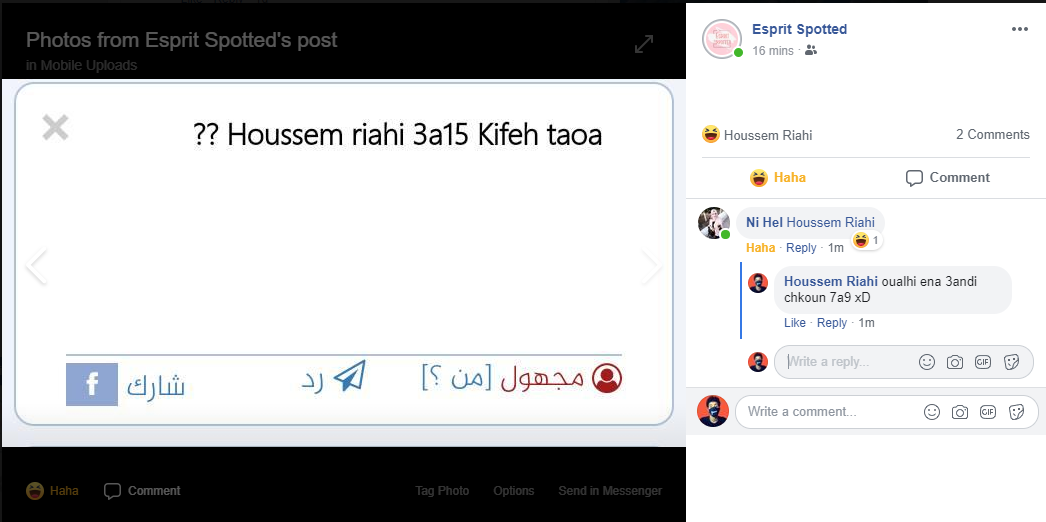 Photos from Esprit Spotted's post
in Mobile Uploads
?? Houssem riahi 3a15 Kifeh taoa
f شارك
رد
مجهول [من ؟]
Haha
Comment
Tag Photo
Options
Send in Messenger
Esprit Spotted
16 mins ·
Houssem Riahi
2 Comments
Haha
Comment
Ni Hel Houssem Riahi
Haha · Reply · 1m
1
Houssem Riahi oualhi ena 3andi
chkoun 7a9 xD
Like · Reply · 1m
Write a reply...
GIF
Write a comment...
GIF